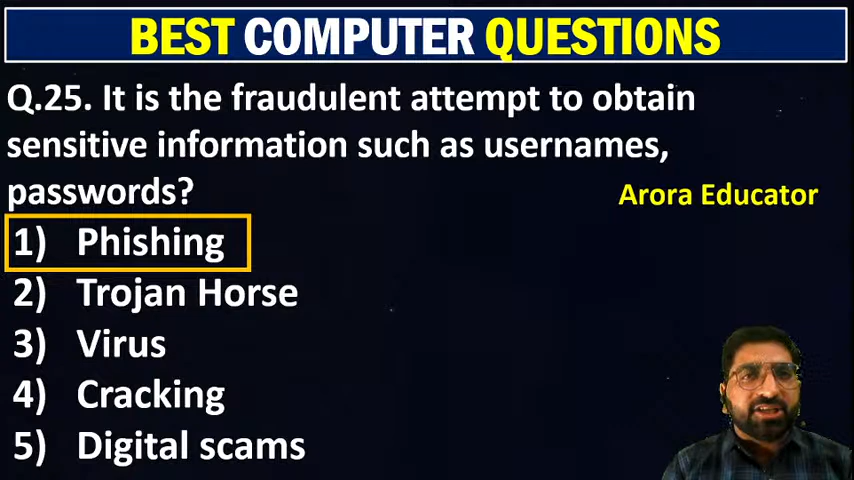 BEST COMPUTER QUESTIONS
Q.25. It is the fraudulent attempt to obtain
sensitive information such as usernames,
passwords?
Arora Educator
1) Phishing
2) Trojan Horse
3) Virus
4) Cracking
5) Digital scams